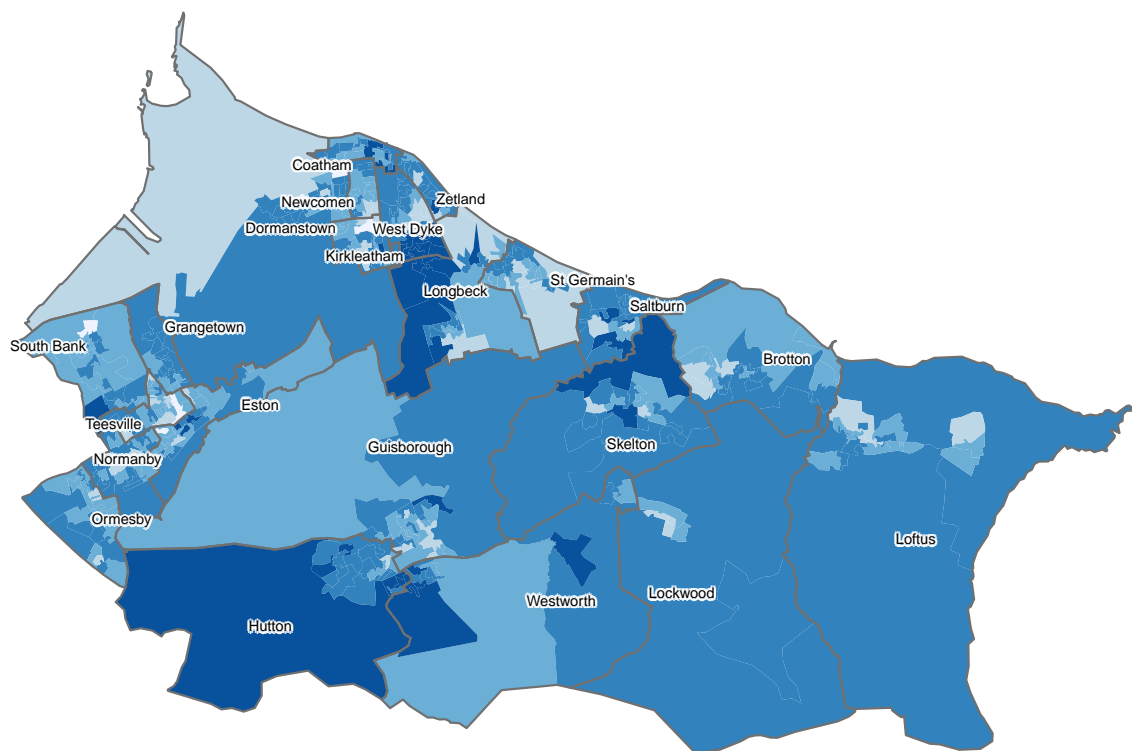 Coatham
Newcomen
Zetland
Dormanstown
West Dyke
Kirkleatham
St Germain's
Longbeck
Saltburn
Grangetown
South Bank
Brotton
Eston
Teesville
Guisborough
Skelton
Normanby
Ormesby
Loftus
Lockwood
Westworth
Hutton